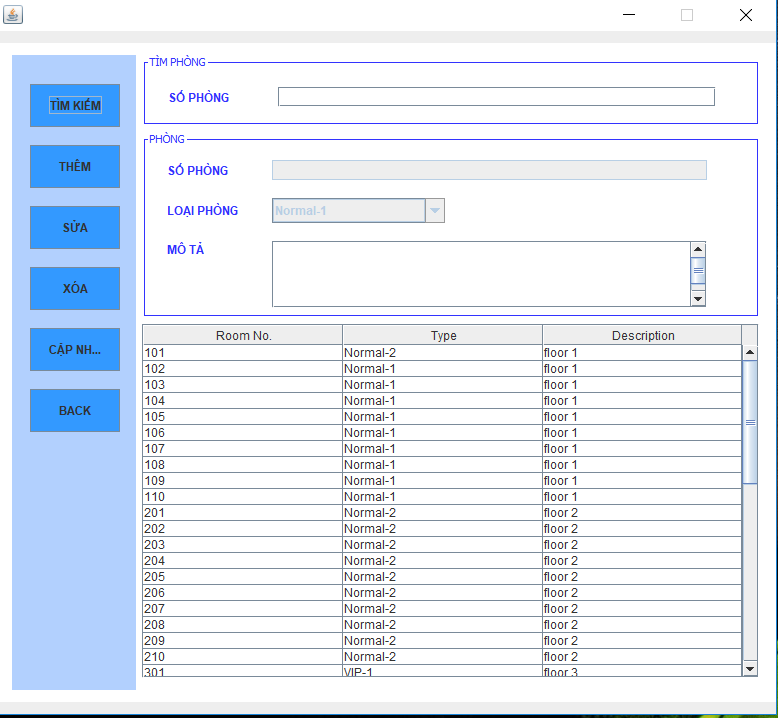 TÌM KIẾM
THÊM
SỬA
XÓA
CẬP NH...
BACK
TÌM PHÒNG
SỐ PHÒNG
PHÒNG
SỐ PHÒNG
LOẠI PHÒNG Normal-1
MÔ TẢ
Room No. Type Description
101 Normal-2 floor 1
102 Normal-1 floor 1
103 Normal-1 floor 1
104 Normal-1 floor 1
105 Normal-1 floor 1
106 Normal-1 floor 1
107 Normal-1 floor 1
108 Normal-1 floor 1
109 Normal-1 floor 1
110 Normal-1 floor 1
201 Normal-2 floor 2
202 Normal-2 floor 2
203 Normal-2 floor 2
204 Normal-2 floor 2
205 Normal-2 floor 2
206 Normal-2 floor 2
207 Normal-2 floor 2
208 Normal-2 floor 2
209 Normal-2 floor 2
210 Normal-2 floor 2
301 VIP-1 floor 3